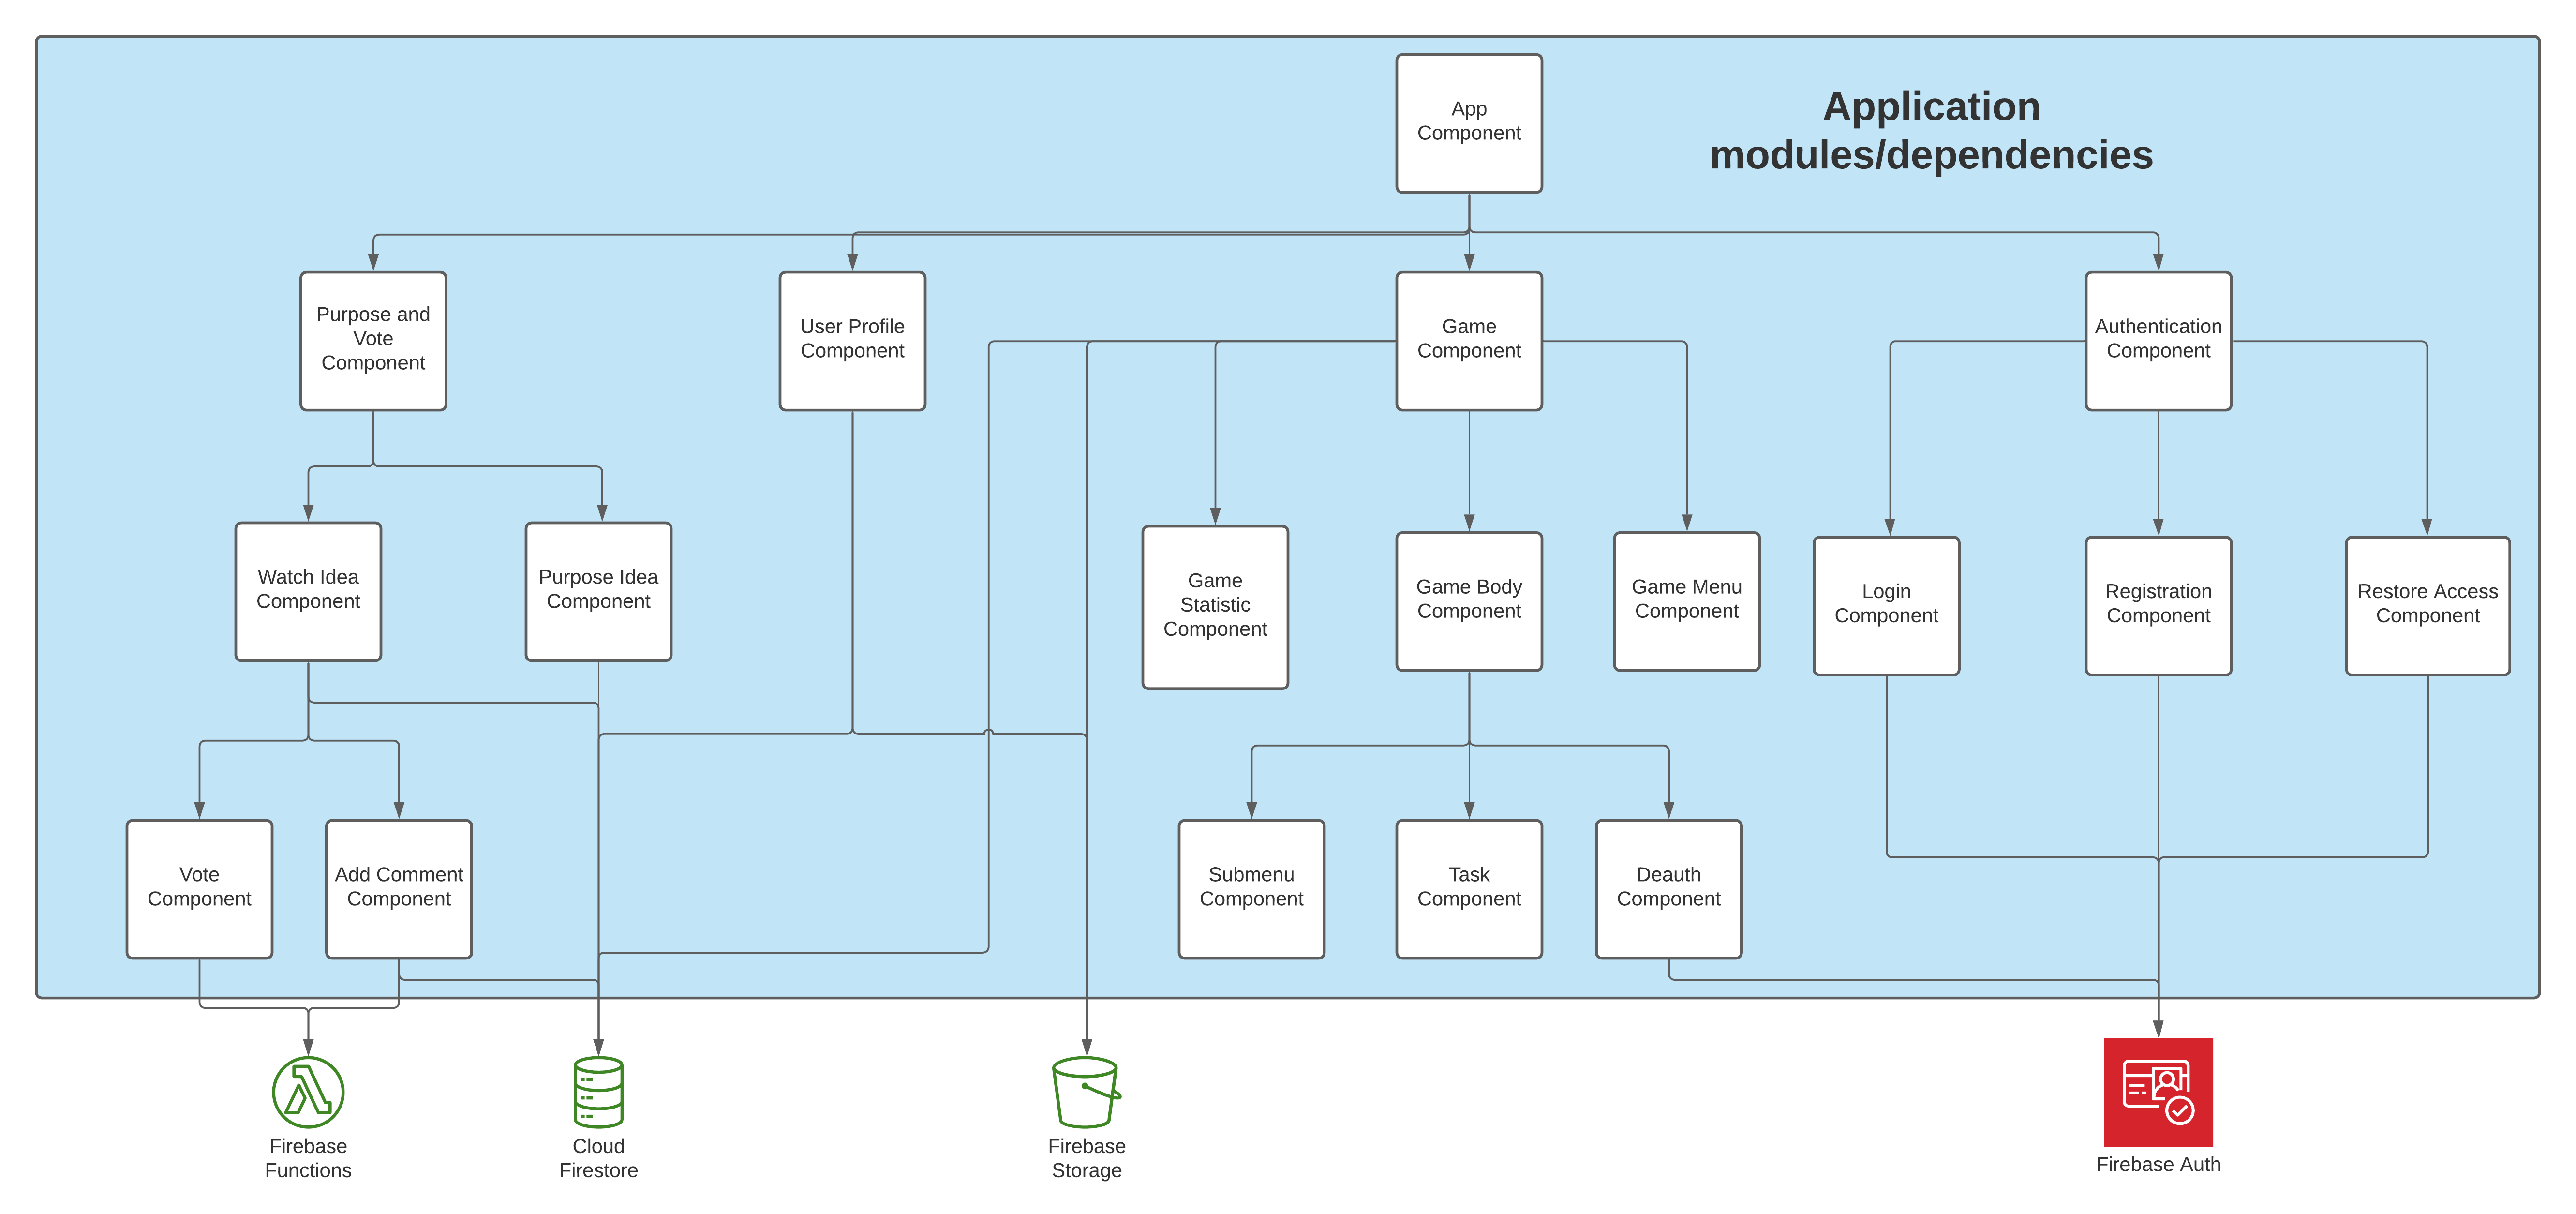 App
Component
Application
modules/dependencies
Purpose and
Vote
Component
User Profile
Component
Game
Component
Authentication
Component
Watch Idea
Component
Purpose Idea
Component
Game
Statistic
Component
Game Body
Component
Game Menu
Component
Login
Component
Registration
Component
Restore Access
Component
Vote
Component
Add Comment
Component
Submenu
Component
Task
Component
Deauth
Component
Firebase
Functions
Cloud
Firestore
Firebase
Storage
Firebase Auth